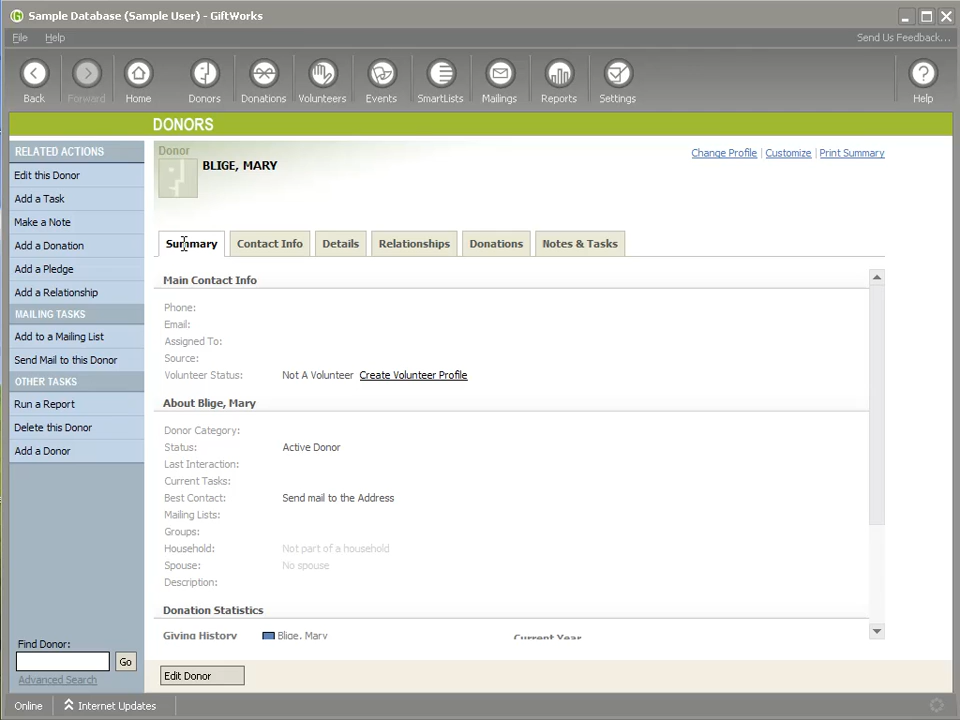 Sample Database (Sample User) - GiftWorks
File Help Send Us Feedback...
Back Forward Home Donors Donations Volunteers Events SmartLists Mailings Reports Settings Help
DONORS
RELATED ACTIONS
Edit this Donor
Add a Task
Make a Note
Add a Donation
Add a Pledge
Add a Relationship
MAILING TASKS
Add to a Mailing List
Send Mail to this Donor
OTHER TASKS
Run a Report
Delete this Donor
Add a Donor
Find Donor:
Go
Advanced Search
Donor
BLIGE, MARY
Change Profile | Customize | Print Summary
Summary Contact Info Details Relationships Donations Notes & Tasks
Main Contact Info
Phone:
Email:
Assigned To:
Source:
Volunteer Status: Not A Volunteer Create Volunteer Profile
About Blige, Mary
Donor Category:
Status: Active Donor
Last Interaction:
Current Tasks:
Best Contact: Send mail to the Address
Mailing Lists:
Groups:
Household: Not part of a household
Spouse: No spouse
Description:
Donation Statistics
Giving History Blige, Mary Current Year
Edit Donor
Online Internet Updates